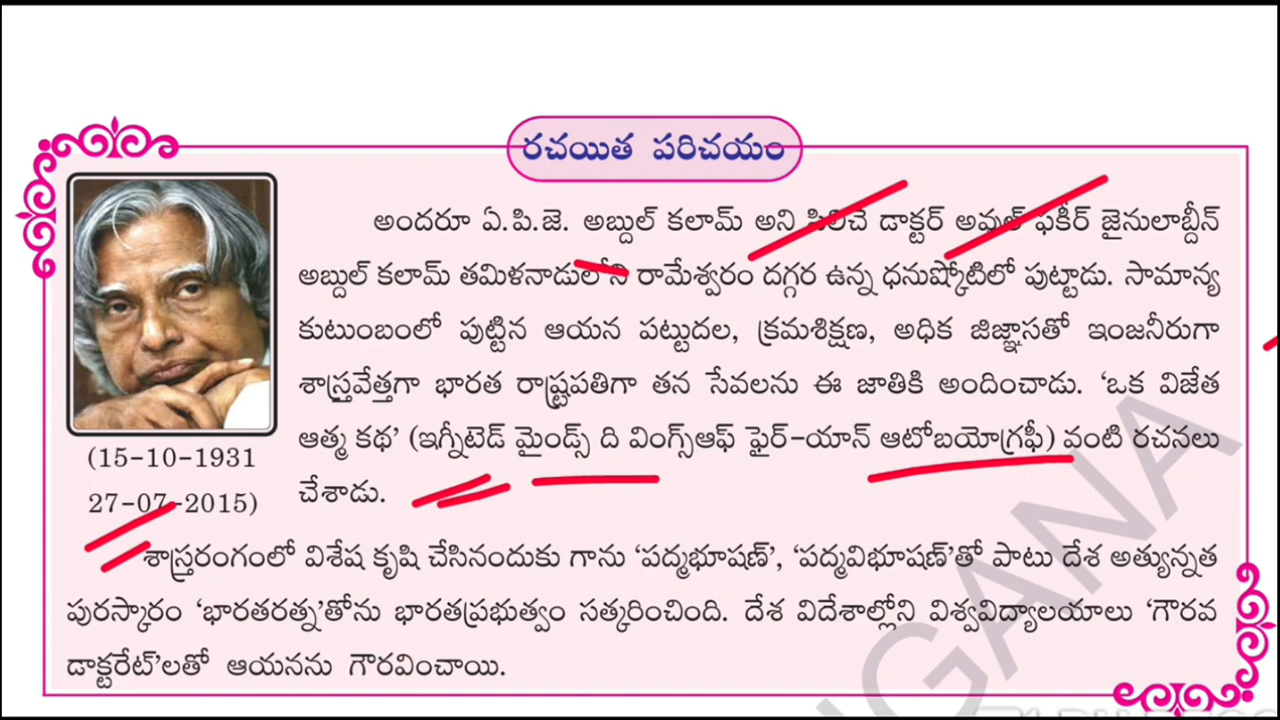 రచయిత పరిచయం
అందరూ ఏ.పి.జె. అబ్దుల్ కలామ్ అని పిలిచే డాక్టర్ అవుల్ ఫకీర్ జైనులాబ్దీన్
అబ్దుల్ కలామ్ తమిళనాడులోని రామేశ్వరం దగ్గర ఉన్న ధనుష్కోటిలో పుట్టాడు. సామాన్య
కుటుంబంలో పుట్టిన ఆయన పట్టుదల, క్రమశిక్షణ, అధిక జిజ్ఞాసతో ఇంజనీరుగా
శాస్త్రవేత్తగా భారత రాష్ట్రపతిగా తన సేవలను ఈ జాతికి అందించాడు. 'ఒక విజేత
ఆత్మ కథ' (ఇగ్నీటెడ్ మైండ్స్ ది వింగ్స్ఆఫ్ ఫైర్-యాన్ ఆటోబయోగ్రఫీ) వంటి రచనలు
చేశాడు.
(15-10-1931
27-07-2015)
శాస్త్రరంగంలో విశేష కృషి చేసినందుకు గాను 'పద్మభూషణ్', 'పద్మవిభూషణ్'తో పాటు దేశ అత్యున్నత
పురస్కారం 'భారతరత్న'తోను భారతప్రభుత్వం సత్కరించింది. దేశ విదేశాల్లోని విశ్వవిద్యాలయాలు 'గౌరవ
డాక్టరేట్'లతో ఆయనను గౌరవించాయి.
NGANA